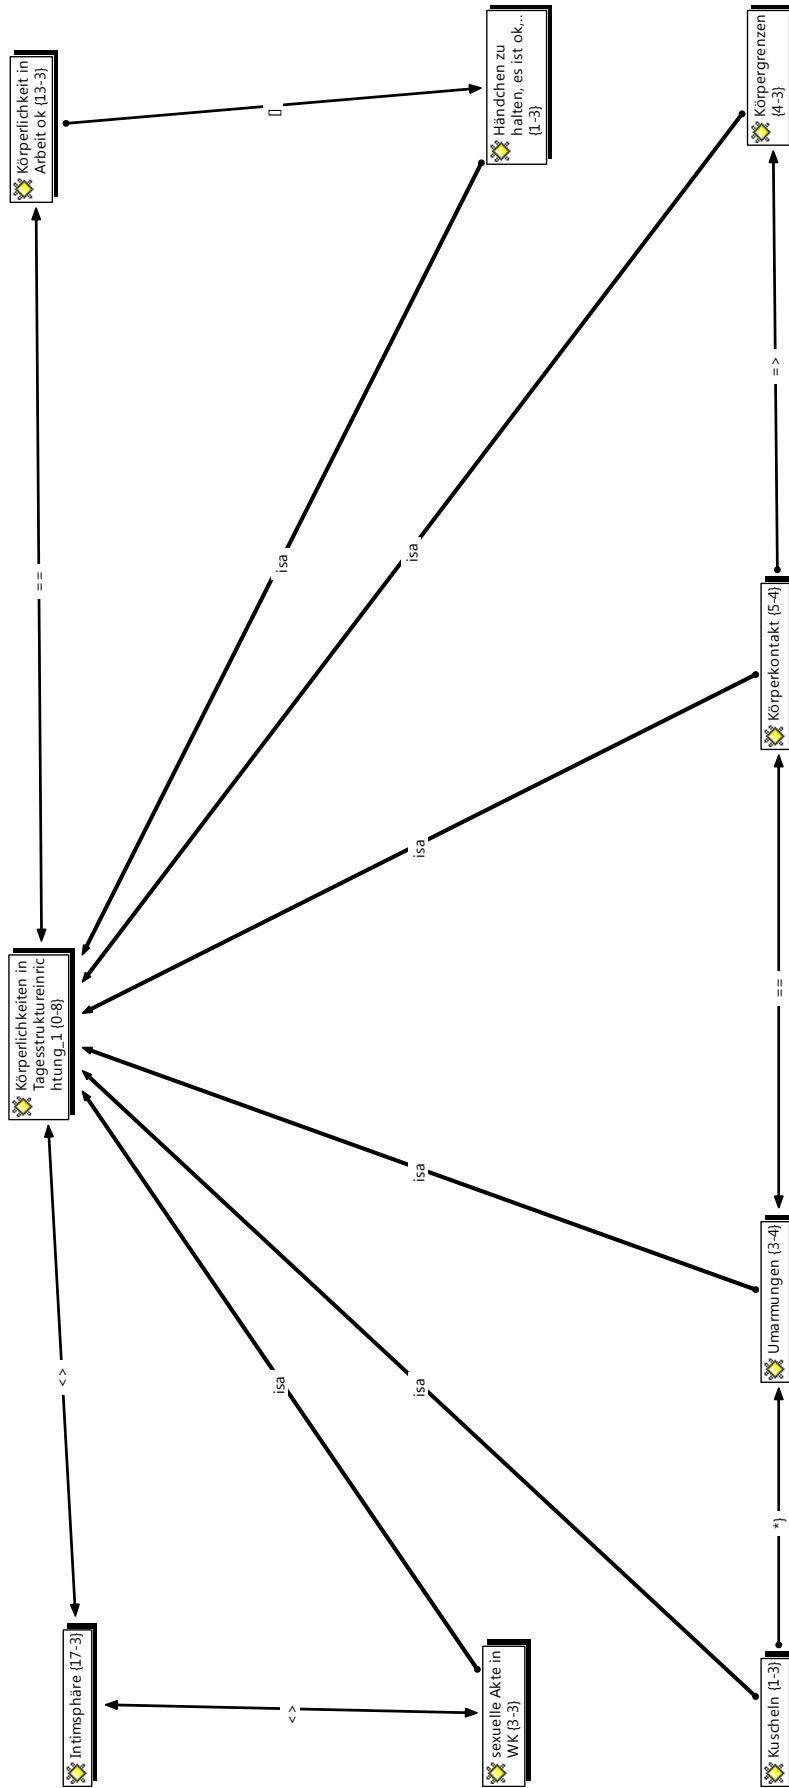 Intimsphäre {17-3}
<>
Körperlichkeiten in
Tagesstruktureinric
htung_1 {0-8}
==
Körperlichkeit in
Arbeit ok {13-3}
<>
isa
isa
[]
sexuelle Akte in
WK {3-3}
Händchen zu
halten, es ist ok,..
{1-3}
isa
isa
isa
isa
Kuscheln {1-3}
*}
Umarmungen {3-4}
==
Körperkontakt {5-4}
=>
Körpergrenzen
{4-3}